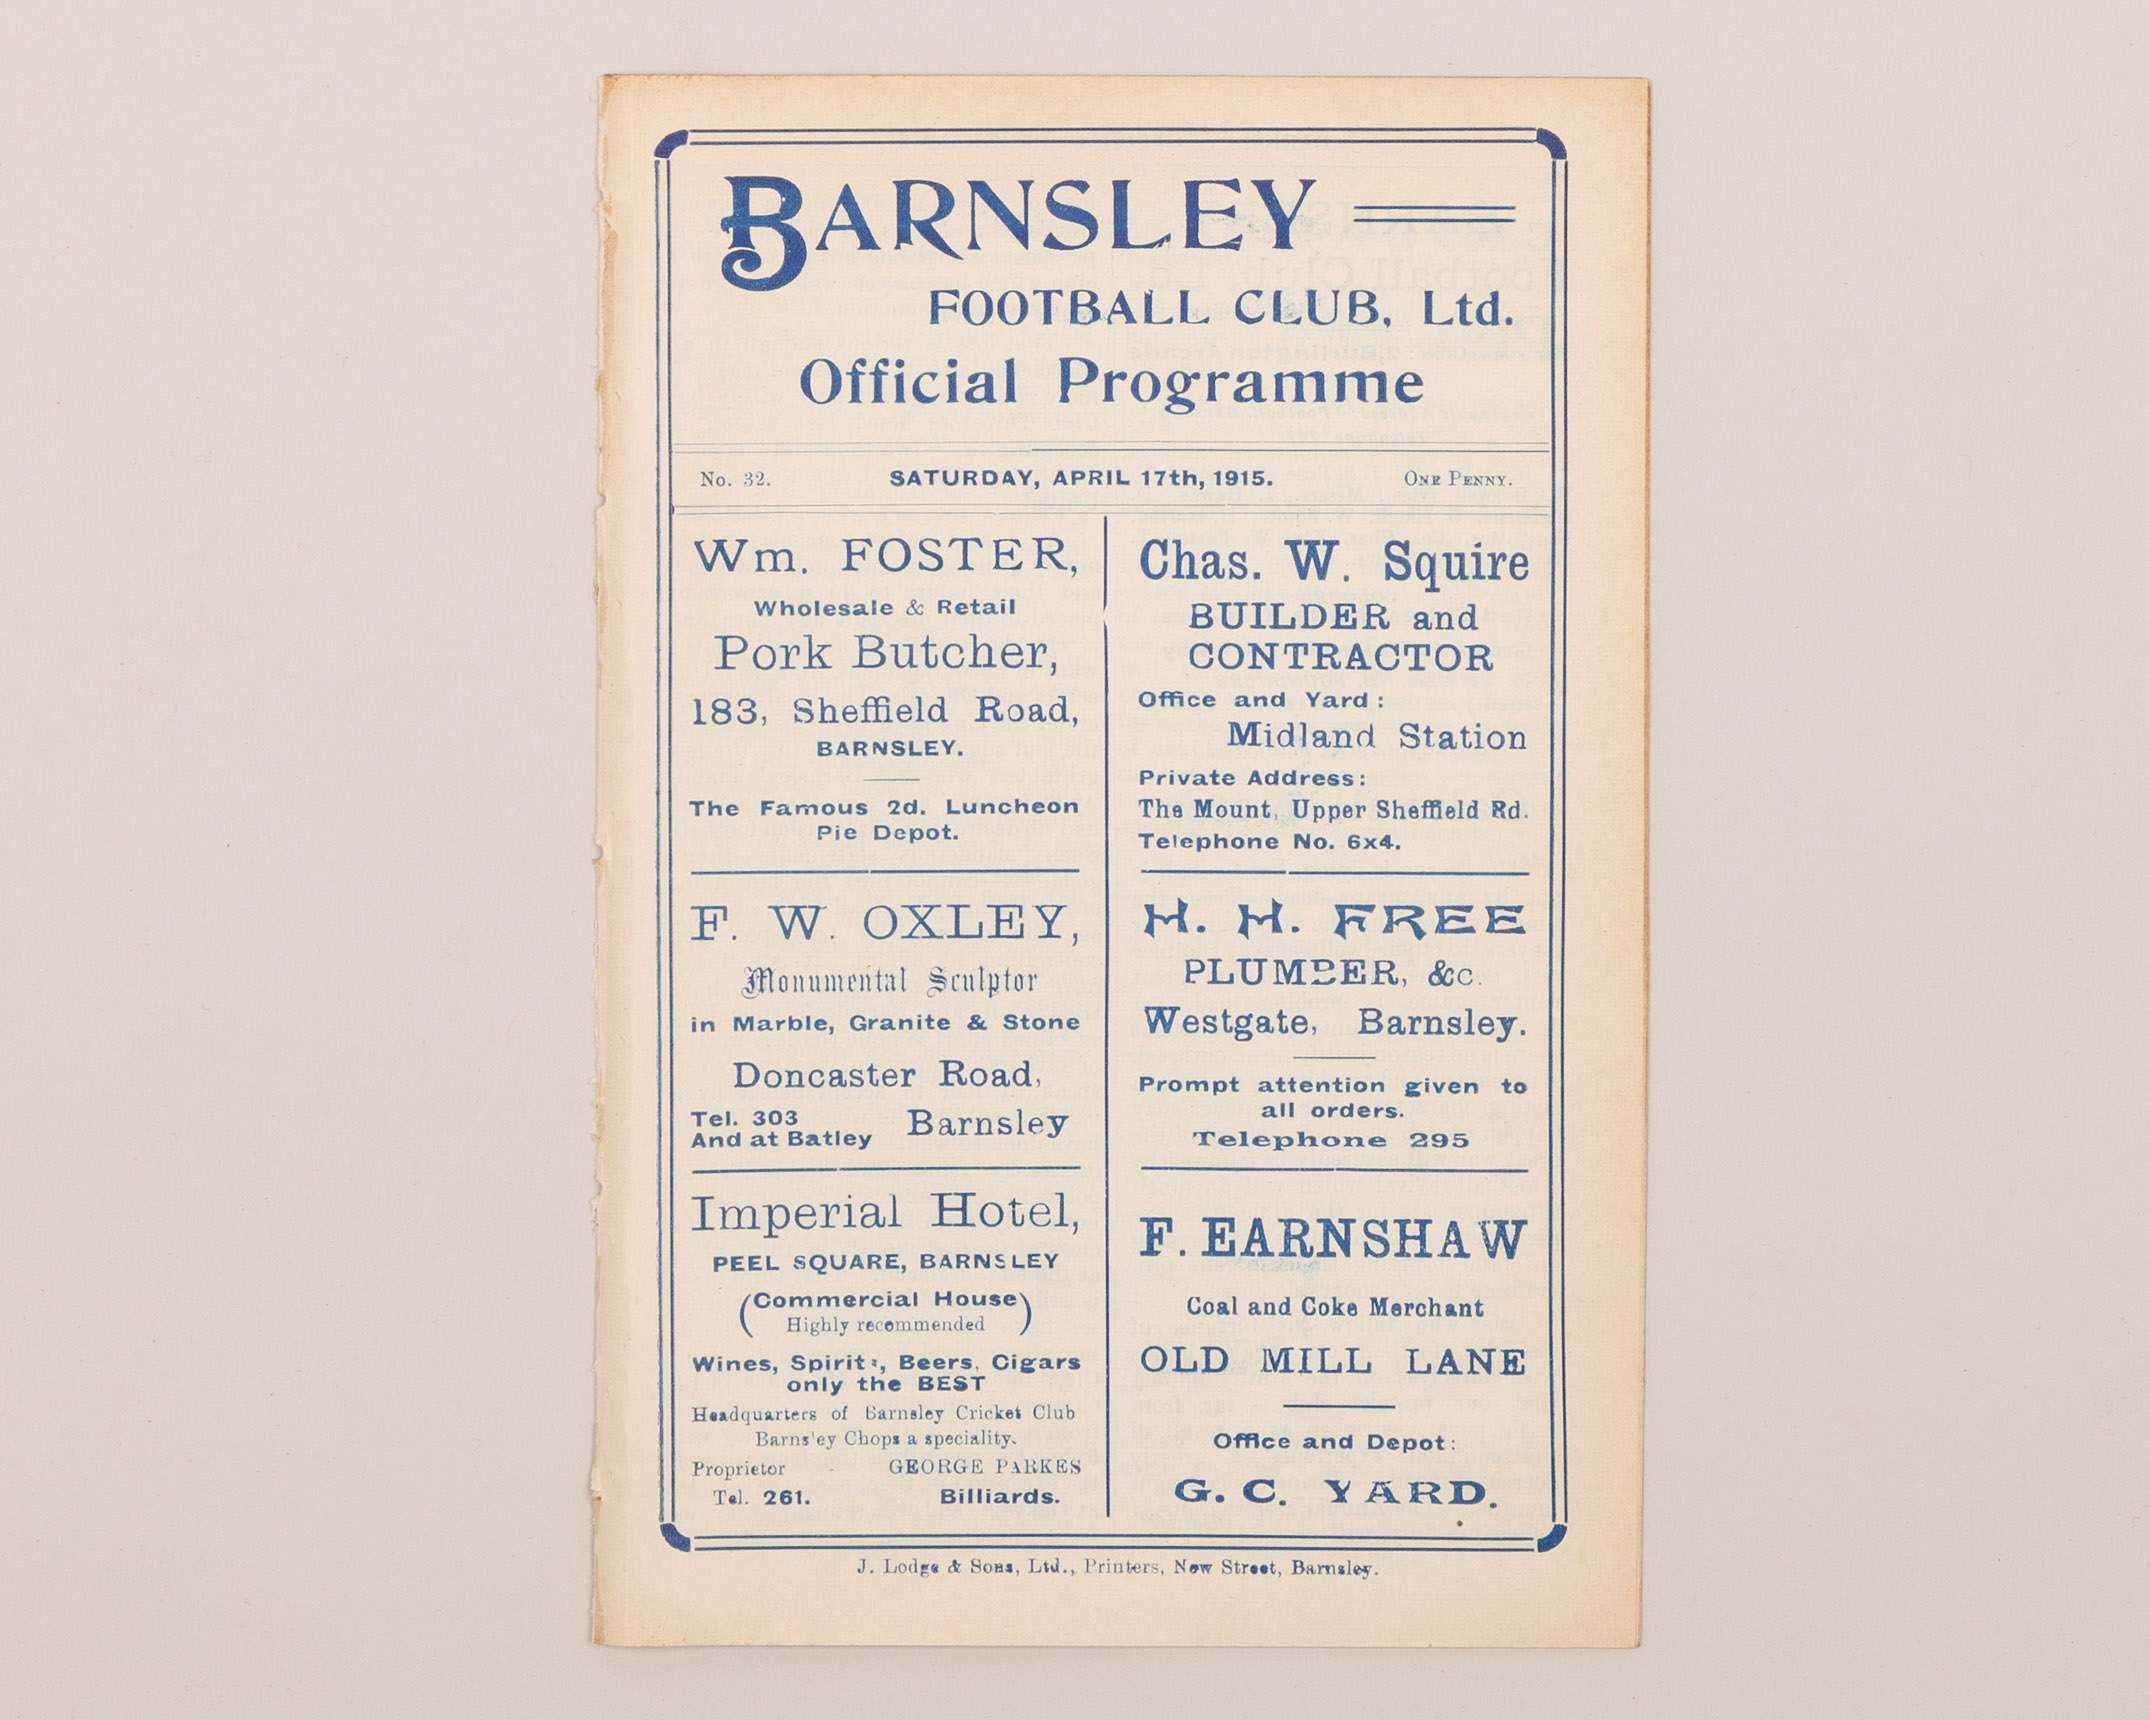 BARNSLEY
FOOTBALL CLUB, Ltd.
Official Programme
No. 32. SATURDAY, APRIL 17th, 1915. ONE PENNY.
Wm. FOSTER,
Wholesale & Retail
Pork Butcher,
183, Sheffield Road,
BARNSLEY.
The Famous 2d. Luncheon
Pie Depot.
F. W. OXLEY,
Monumental Sculptor
in Marble, Granite & Stone
Doncaster Road,
Tel. 303
And at Batley
Barnsley
Imperial Hotel,
PEEL SQUARE, BARNSLEY
(Commercial House
Highly recommended)
Wines, Spirits, Beers, Cigars
only the BEST
Headquarters of Barnsley Cricket Club
Barnsley Chops a speciality.
Proprietor - GEORGE PARKES
Tel. 261. Billiards.
Chas. W. Squire
BUILDER and
CONTRACTOR
Office and Yard:
Midland Station
Private Address:
The Mount, Upper Sheffield Rd.
Telephone No. 6x4.
H. H. FREE
PLUMBER, &c.
Westgate, Barnsley.
Prompt attention given to
all orders.
Telephone 295
F. EARNSHAW
Coal and Coke Merchant
OLD MILL LANE
Office and Depot:
G. C. YARD.
J. Lodge & Sons, Ltd., Printers, New Street, Barnsley.